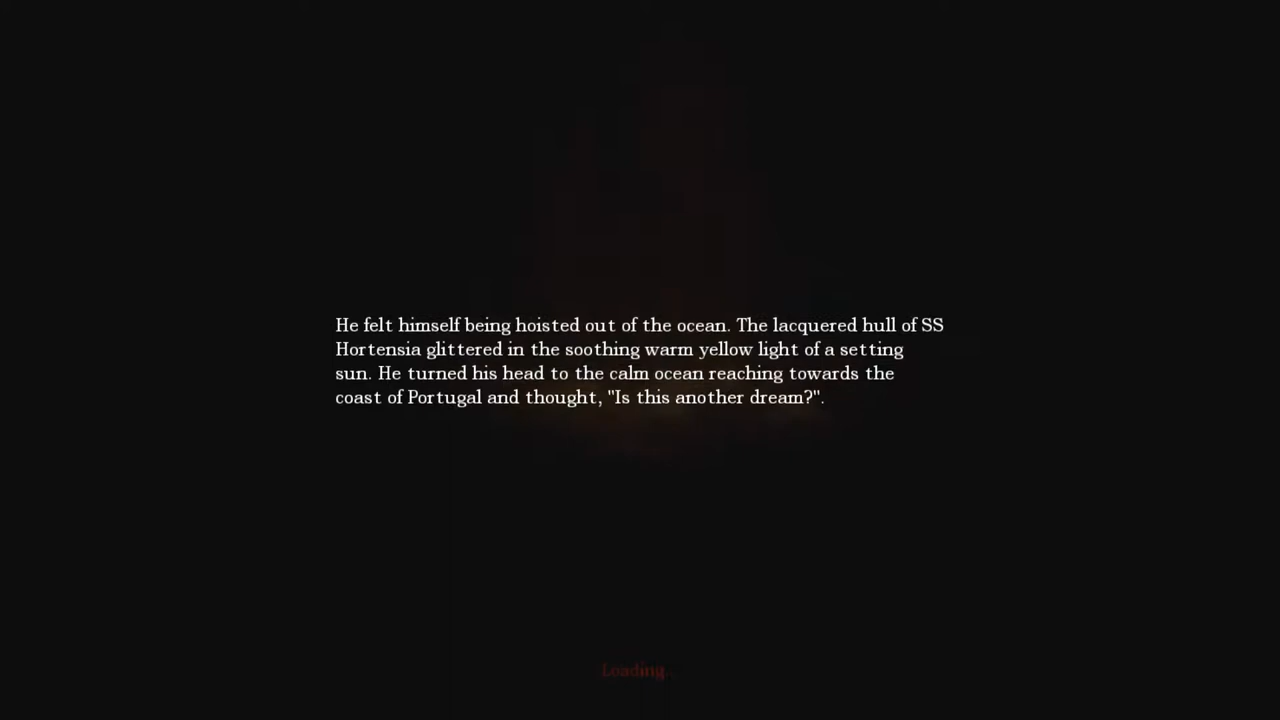 He felt himself being hoisted out of the ocean. The lacquered hull of SS
Hortensia glittered in the soothing warm yellow light of a setting
sun. He turned his head to the calm ocean reaching towards the
coast of Portugal and thought, "Is this another dream?".
Loading..